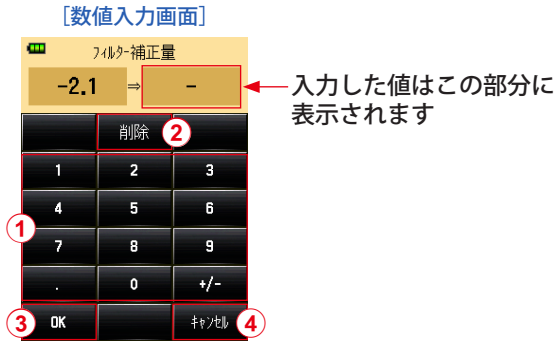 [数値入力画面]
ﾌｨﾙﾀｰ補正量
-2.1 ⇒ -
入力した値はこの部分に
表示されます
削除 ②
1 2 3
4 5 6
①
7 8 9
. 0 +/-
③ OK ｷｬﾝｾﾙ ④